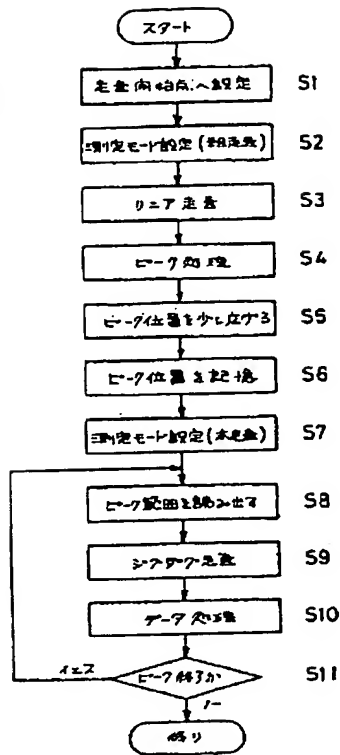 スタート
走査開始点へ設定 S1
測定モード設定(粗走査) S2
リニア走査 S3
ピーク処理 S4
ピーク位置を S5
ピーク位置を記憶 S6
測定モード設定(本走査) S7
ピーク範囲を読み出す S8
ジグザグ走査 S9
データ処理 S10
ピーク終了か S11
イエス
ノー
終り